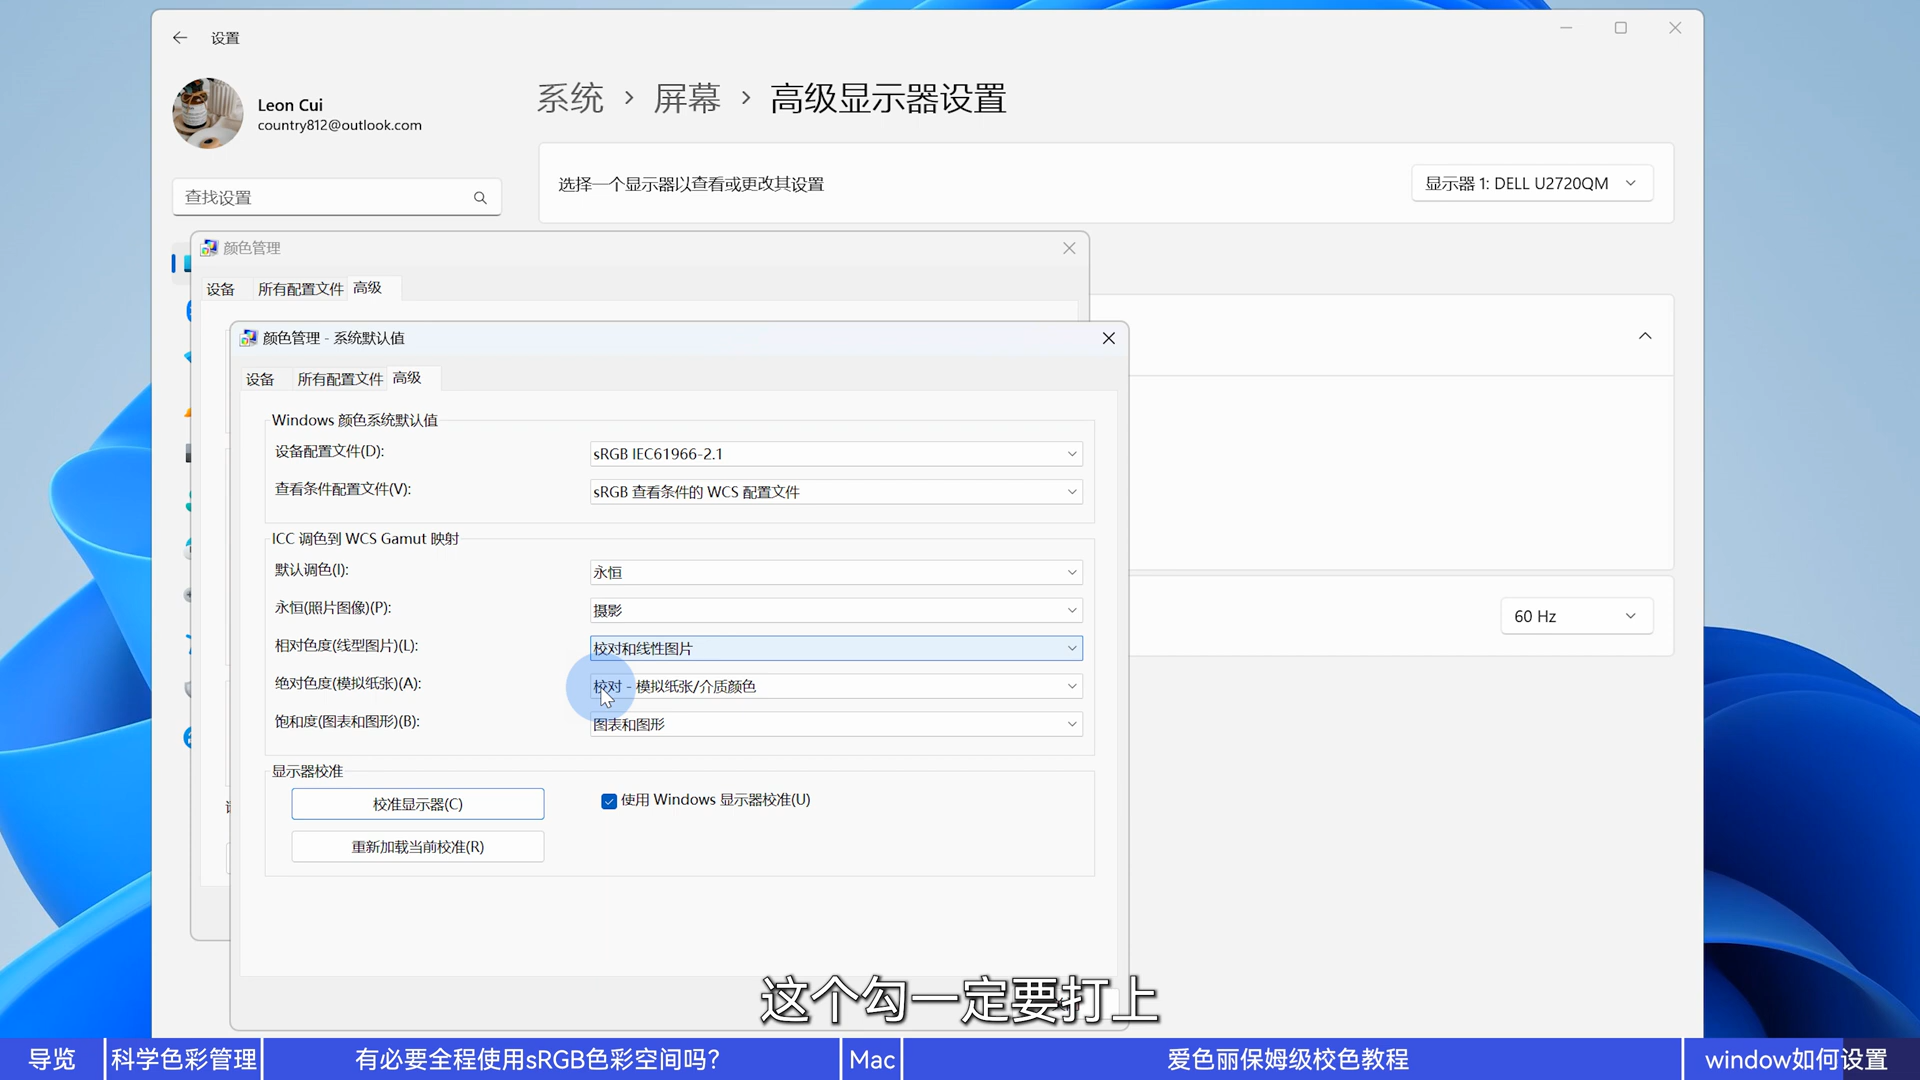 设置
Leon Cui
country812@outlook.com
系统 › 屏幕 › 高级显示器设置
查找设置
选择一个显示器以查看或更改其设置
显示器 1: DELL U2720QM
颜色管理
设备 所有配置文件 高级
颜色管理 - 系统默认值
设备 所有配置文件 高级
Windows 颜色系统默认值
设备配置文件(D): sRGB IEC61966-2.1
查看条件配置文件(V): sRGB 查看条件的 WCS 配置文件
ICC 调色到 WCS Gamut 映射
默认调色(I): 永恒
永恒(照片图像)(P): 摄影
相对色度(线型图片)(L): 校对和线性图片
绝对色度(模拟纸张)(A): 校对 - 模拟纸张/介质颜色
饱和度(图表和图形)(B): 图表和图形
60 Hz
显示器校准
校准显示器(C)
使用 Windows 显示器校准(U)
重新加载当前校准(R)
这个勾一定要打上
导览 科学色彩管理 有必要全程使用sRGB色彩空间吗? Mac 爱色丽保姆级校色教程 window如何设置